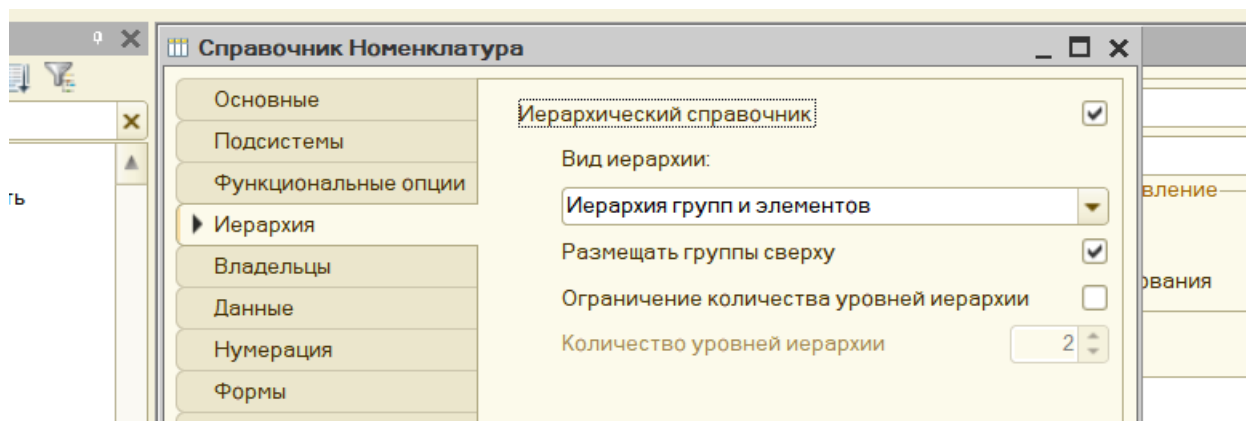 Справочник Номенклатура
Основные
Подсистемы
Функциональные опции
Иерархия
Владельцы
Данные
Нумерация
Формы
Иерархический справочник
Вид иерархии:
Иерархия групп и элементов
Размещать группы сверху
Ограничение количества уровней иерархии
Количество уровней иерархии 2
ть
вление
ования